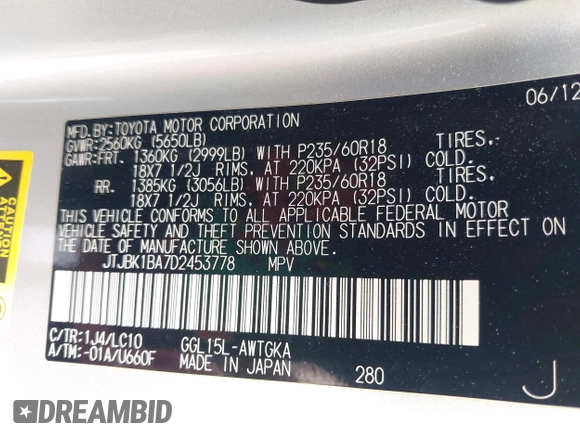 06/12
MFD. BY: TOYOTA MOTOR CORPORATION
GVWR: 2560KG (5650LB)
GAWR: FRT. 1360KG (2999LB) WITH P235/60R18 TIRES.
18X7 1/2J RIMS. AT 220KPA (32PSI) COLD.
RR. 1385KG (3056LB) WITH P235/60R18 TIRES.
18X7 1/2J RIMS. AT 220KPA (32PSI) COLD.
THIS VEHICLE CONFORMS TO ALL APPLICABLE FEDERAL MOTOR
VEHICLE SAFETY AND THEFT PREVENTION STANDARDS IN EFFECT ON
THE DATE OF MANUFACTURE SHOWN ABOVE.
JTJBK1BA7D2453778 MPV
C/TR: 1J4/LC10 GGL15L-AWTGKA
A/TM: -01A/U660F MADE IN JAPAN 280 J
CAUTION
DREAMBID